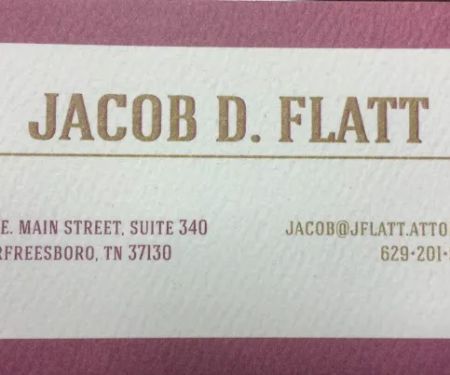 JACOB D. FLATT
E. MAIN STREET, SUITE 340
RFREESBORO, TN 37130
JACOB@JFLATT.ATTO
629•201•